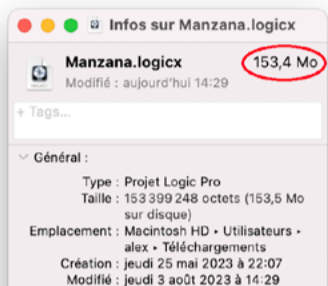 Infos sur Manzana.logicx
Manzana.logicx 153,4 Mo
Modifié : aujourd'hui 14:29
+ Tags...
Général :
Type : Projet Logic Pro
Taille : 153 399 248 octets (153,5 Mo
sur disque)
Emplacement : Macintosh HD ▸ Utilisateurs ▸
alex ▸ Téléchargements
Création : jeudi 25 mai 2023 à 22:07
Modifié : jeudi 3 août 2023 à 14:29